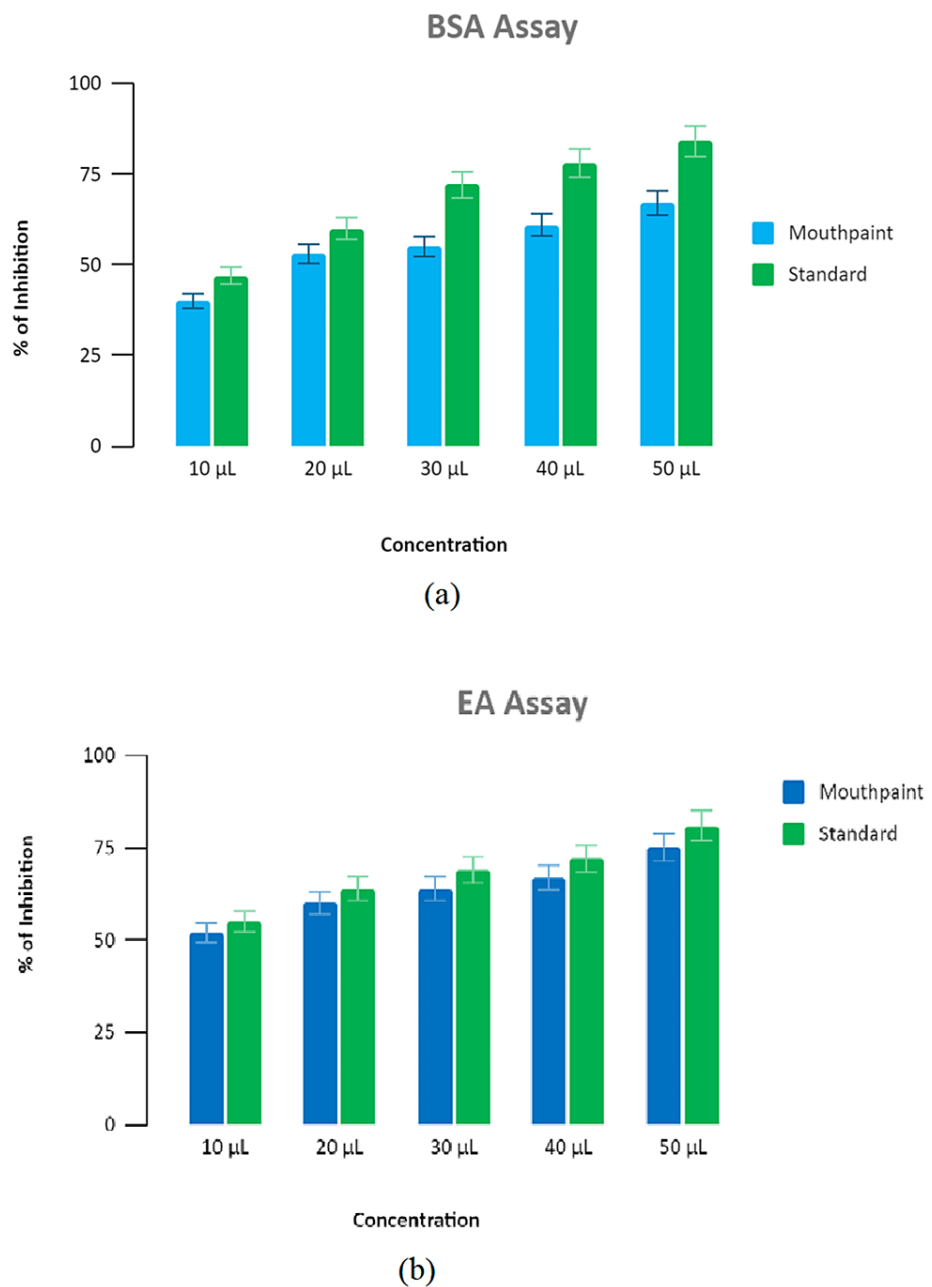 BSA Assay
100
75
50
25
0
% of Inhibition
10 µL 20 µL 30 µL 40 µL 50 µL
Concentration
Mouthpaint
Standard
(a)
EA Assay
100
75
50
25
0
% of Inhibition
10 µL 20 µL 30 µL 40 µL 50 µL
Concentration
Mouthpaint
Standard
(b)